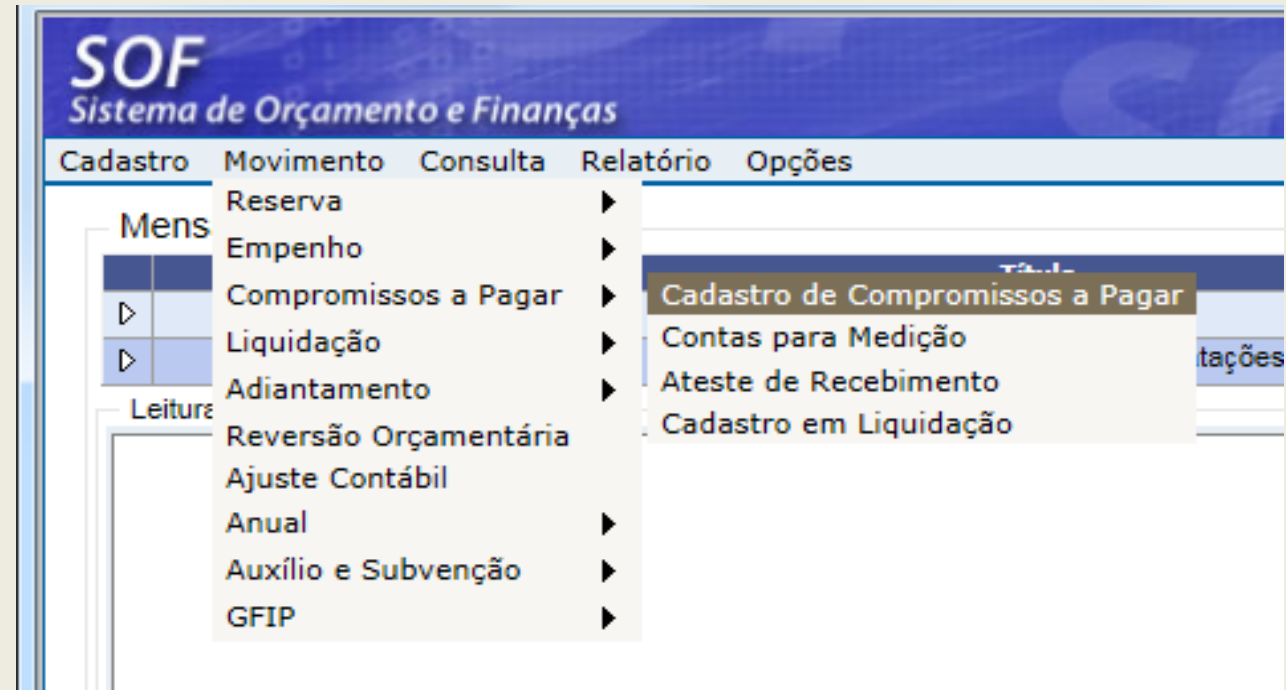 SOF
Sistema de Orçamento e Finanças
Cadastro Movimento Consulta Relatório Opções
Mens
Reserva
Empenho
Título
Compromissos a Pagar
Cadastro de Compromissos a Pagar
Liquidação
Contas para Medição
tações
Adiantamento
Ateste de Recebimento
Leitura
Reversão Orçamentária
Cadastro em Liquidação
Ajuste Contábil
Anual
Auxílio e Subvenção
GFIP